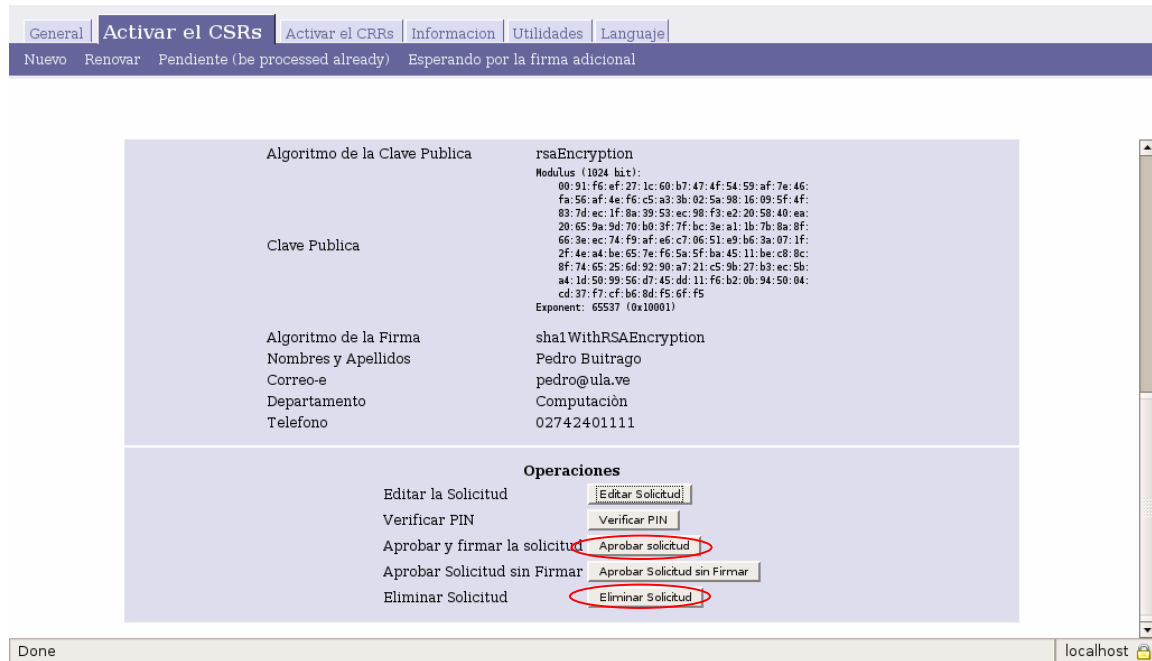 General Activar el CSRs Activar el CRRs Informacion Utilidades Languaje
Nuevo Renovar Pendiente (be processed already) Esperando por la firma adicional
Algoritmo de la Clave Publica rsaEncryption
Modulus (1024 bit):
00:91:f6:ef:27:1c:60:b7:47:4f:54:59:af:7e:46:
fa:56:af:4e:f6:c5:a3:3b:02:5a:98:16:09:5f:4f:
83:7d:ec:1f:8a:39:53:ec:98:f3:e2:20:58:40:ea:
20:65:9a:9d:70:b0:3f:7f:bc:3e:a1:1b:7b:8a:8f:
Clave Publica 66:3e:ec:74:f9:af:e6:c7:06:51:e9:b6:3a:07:1f:
2f:4e:a4:be:65:7e:f6:5a:5f:ba:45:11:be:c8:8c:
8f:74:65:25:6d:92:90:a7:21:c5:9b:27:b3:ec:5b:
a4:1d:50:99:56:d7:45:dd:11:f6:b2:0b:94:50:04:
cd:37:f7:cf:b6:8d:f5:6f:f5
Exponent: 65537 (0x10001)
Algoritmo de la Firma sha1WithRSAEncryption
Nombres y Apellidos Pedro Buitrago
Correo-e pedro@ula.ve
Departamento Computaciòn
Telefono 02742401111
Operaciones
Editar la Solicitud Editar Solicitud
Verificar PIN Verificar PIN
Aprobar y firmar la solicitud Aprobar solicitud
Aprobar Solicitud sin Firmar Aprobar Solicitud sin Firmar
Eliminar Solicitud Eliminar Solicitud
Done localhost